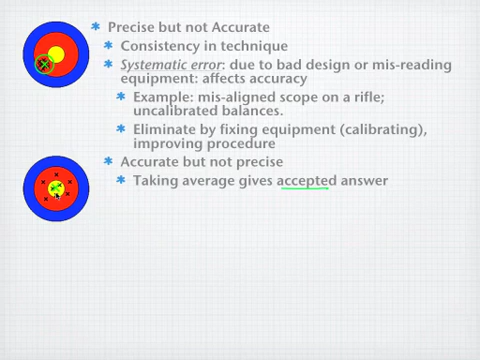 Precise but not Accurate
Consistency in technique
Systematic error: due to bad design or mis-reading
equipment: affects accuracy
Example: mis-aligned scope on a rifle;
uncalibrated balances.
Eliminate by fixing equipment (calibrating),
improving procedure
Accurate but not precise
Taking average gives accepted answer